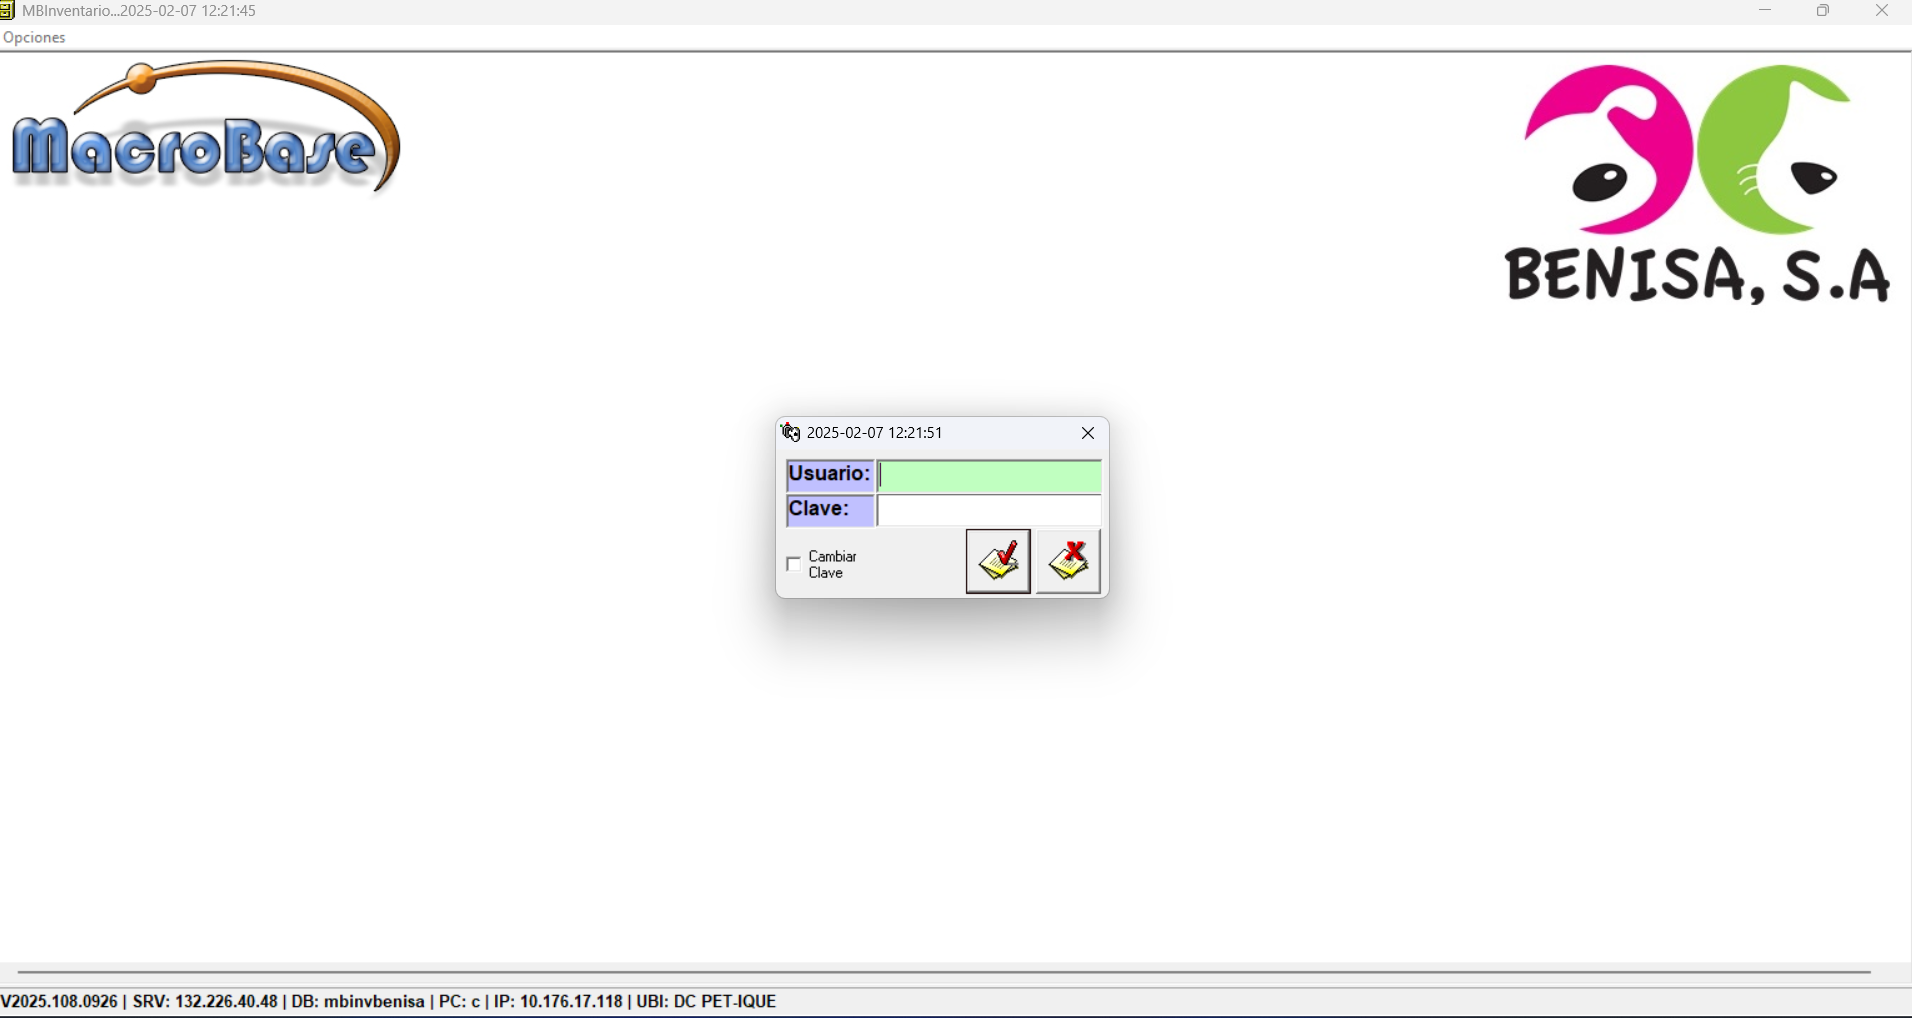 MBInventario...2025-02-07 12:21:45
Opciones
MacroBase
BENISA, S.A
2025-02-07 12:21:51
Usuario:
Clave:
Cambiar
Clave
V2025.108.0926 | SRV: 132.226.40.48 | DB: mbinvbenisa | PC: c | IP: 10.176.17.118 | UBI: DC PET-IQUE